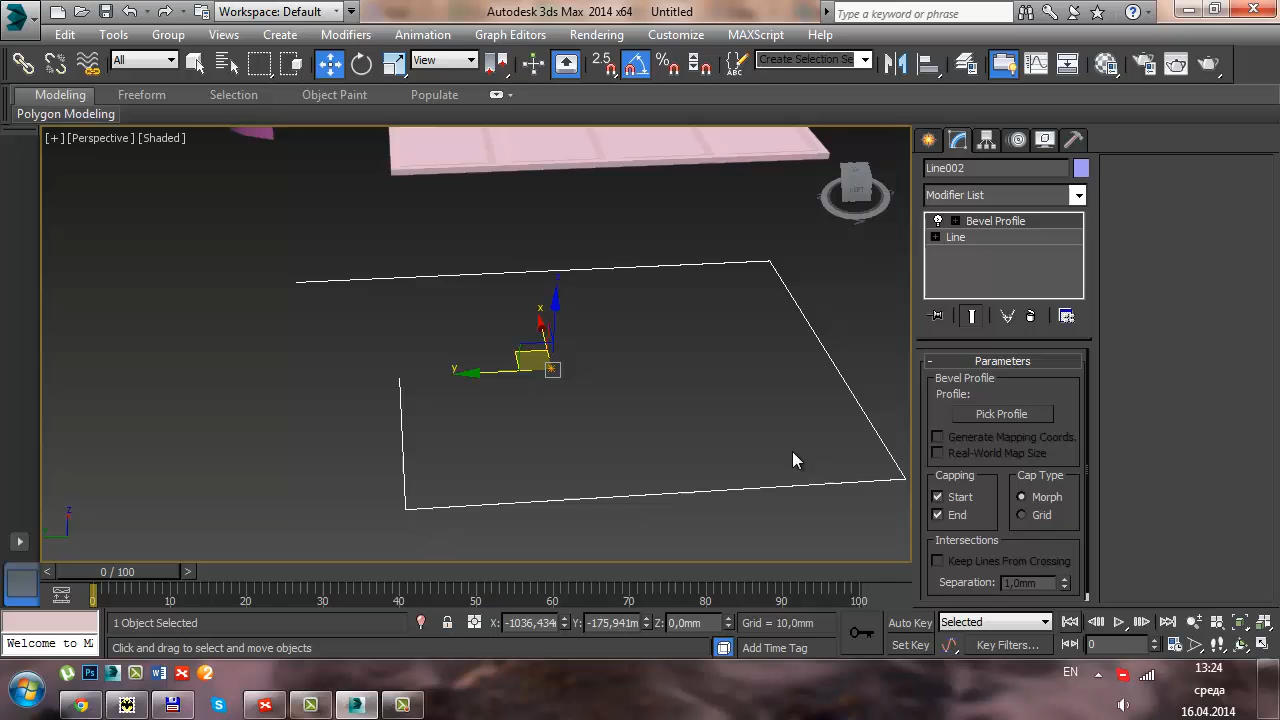 Workspace: Default
Autodesk 3ds Max 2014 x64
Untitled
Type a keyword or phrase
Edit Tools Group Views Create Modifiers Animation Graph Editors Rendering Customize MAXScript Help
All
View
2.5
Create Selection Se
Modeling Freeform Selection Object Paint Populate
Polygon Modeling
[+] [Perspective] [Shaded]
LEFT
x
y
z
Line002
Modifier List
Bevel Profile
Line
- Parameters
Bevel Profile
Profile:
Pick Profile
Generate Mapping Coords.
Real-World Map Size
Capping
Cap Type
Start
Morph
End
Grid
Intersections
Keep Lines From Crossing
Separation: 1,0mm
< 0 / 100 >
0 10 20 30 40 50 60 70 80 90 100
1 Object Selected
X: -1036,434m
Y: -175,941m
Z: 0,0mm
Grid = 10,0mm
Auto Key
Selected
Welcome to M
Click and drag to select and move objects
Add Time Tag
Set Key
Key Filters...
0
EN
13:24
среда
16.04.2014